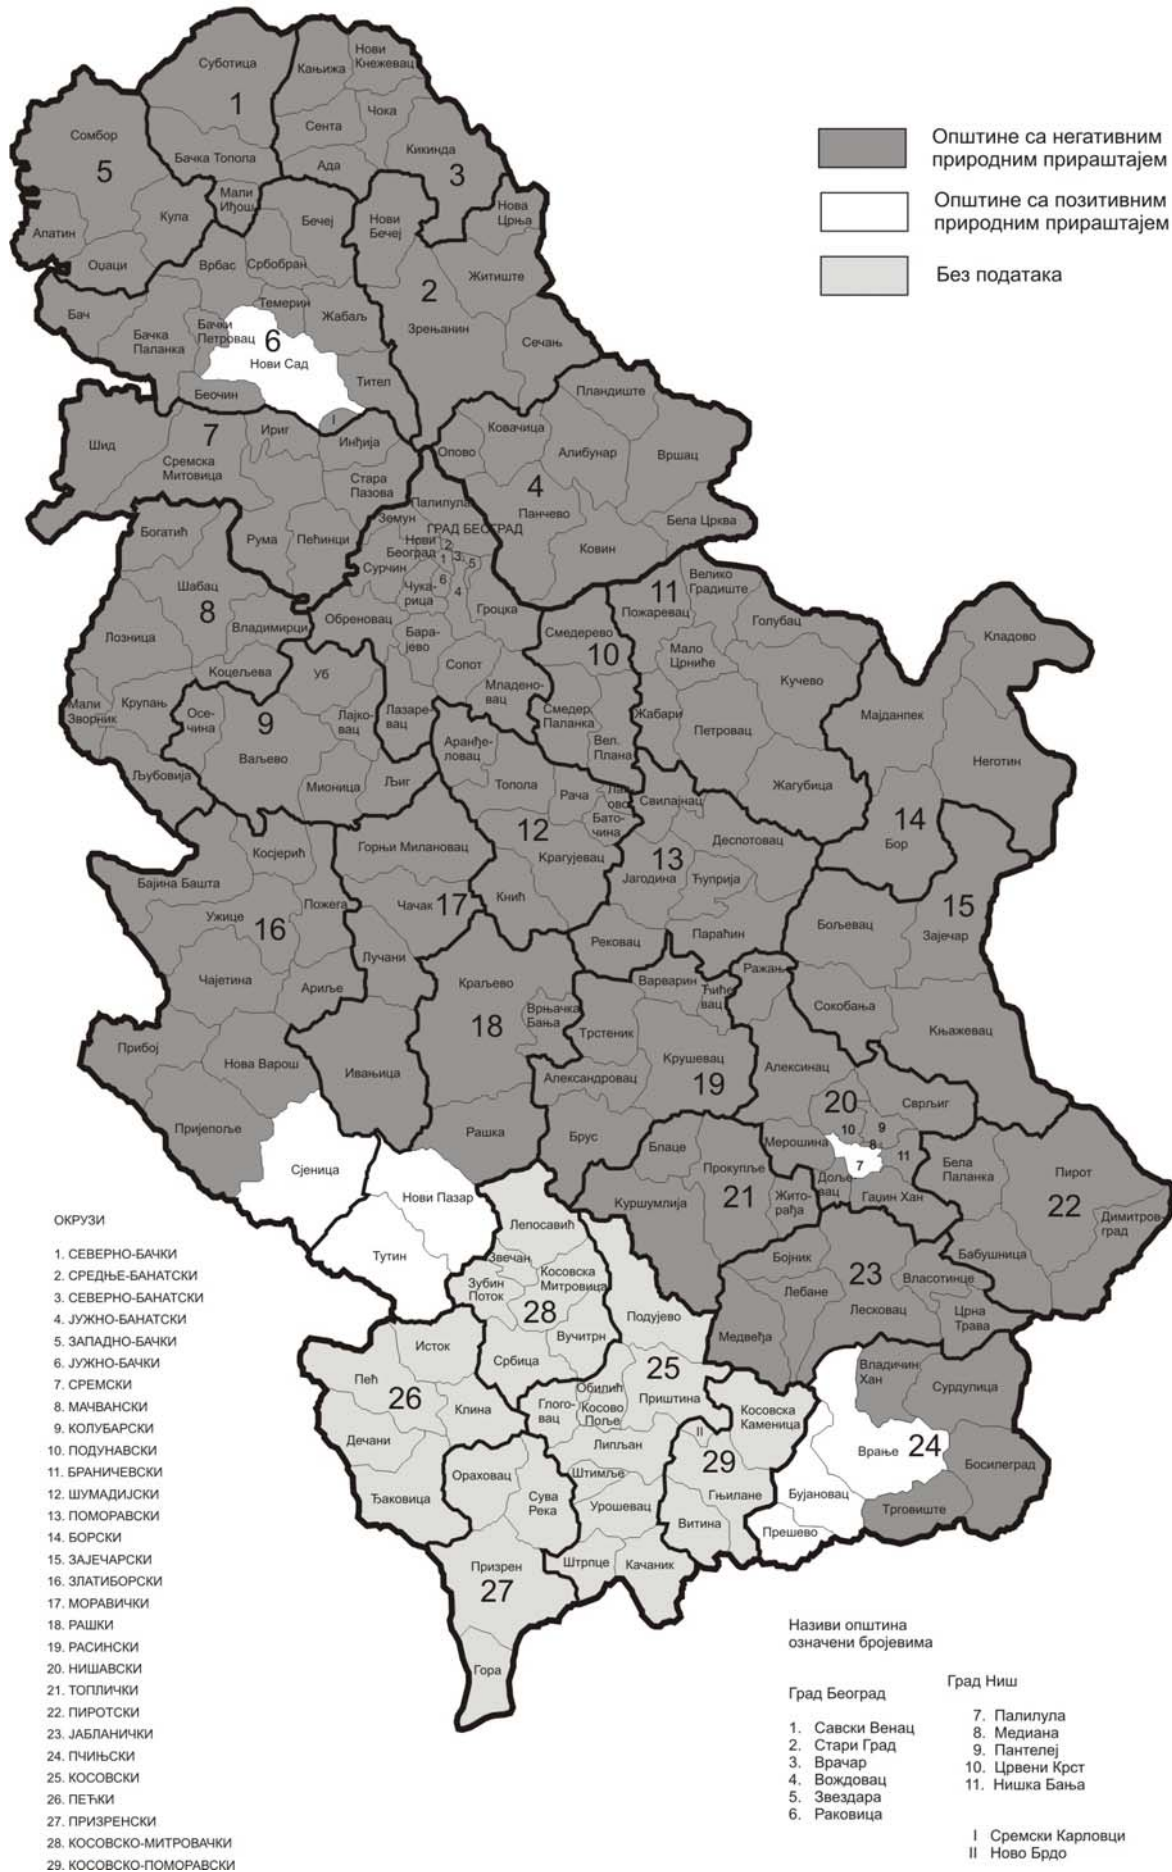 Суботица
Кањижа
Нови
Кнежевац
1
Чока
Сента
Сомбор
5
Бачка Топола
Ада
Кикинда
3
Мали
Иђош
Нова
Црња
Кула
Апатин
Бечеј
Нови
Бечеј
Оџаци
Врбас
Србобран
Житиште
2
Темерин
Бач
Жабаљ
Зрењанин
Бачка
Паланка
Бачки
Петровац
6
Нови Сад
Сечањ
Тител
Беочин
Пландиште
I
Шид
7
Ириг
Инђија
Ковачица
Сремска
Митовица
Опово
Алибунар
Вршац
Стара
Пазова
4
Панчево
Палипула
Земун
ГРАД БЕОГРАД
Бела Црква
Богатић
Рума
Пећинци
Нови
Београд
2
1
3
5
6
4
Ковин
Сурчин
Чука-
рица
Шабац
8
Владимирци
Обреновац
Гроцка
11
Пожаревац
Велико
Градиште
Голубац
Лозница
Бара-
јево
Смедерево
10
Кладово
Коцељева
Уб
Сопот
Мало
Црниће
Кучево
Мали
Зворник
Крупањ
Осе-
чина
9
Лајко-
вац
Лазаре-
вац
Младено-
вац
Смедер.
Паланка
Жабари
Петровац
Мајданпек
Ваљево
Вел.
Плана
Аранђе-
ловац
Неготин
Љубовија
Мионица
Љиг
Топола
Рача
Свилајнац
Жагубица
14
Бор
12
Бато-
чина
Деспотовац
Косјерић
Горњи Милановац
Крагујевац
13
Јагодина
Ћуприја
Бајина Башта
Пожега
Чачак
17
Кнић
15
Ужице
16
Бољевац
Зајечар
Рековац
Параћин
Лучани
Чајетина
Ариље
Краљево
Варварин
Ћиће
вац
Ражањ
Сокобања
Књажевац
Врњачка
Бања
18
Трстеник
Прибој
Нова Варош
Ивањица
Крушевац
19
Алексинац
Александровац
Сврљиг
20
Пријепоље
Рашка
Брус
Блаце
Мерошина
10
9
8
11
7
Бела
Паланка
Пирот
Сјеница
Прокупље
Нови Пазар
Куршумлија
21
Жито-
рађа
Доље-
вац
Гаџин Хан
22
Димитров-
град
Лепосавић
Тутин
Звечан
Бојник
23
Бабушница
Зубин
Поток
Косовска
Митровица
Власотинце
Лебане
28
Лесковац
Црна
Трава
Подујево
Вучитрн
Медвеђа
Исток
Србица
25
Владичин
Хан
Сурдулица
Пећ
26
Клина
Обилић
Глого-
вац
Косово
Поље
Приштина
Косовска
Каменица
Дечани
Липљан
II
29
Врање
24
Босилеград
Ораховац
Штимље
Ђаковица
Сува
Река
Урошевац
Гњилане
Бујановац
Витина
Трговиште
Прешево
Призрен
27
Штрпце
Качаник
Гора
Општине са негативним
природним прираштајем
Општине са позитивним
природним прираштајем
Без података
ОКРУЗИ
1. СЕВЕРНО-БАЧКИ
2. СРЕДЊЕ-БАНАТСКИ
3. СЕВЕРНО-БАНАТСКИ
4. ЈУЖНО-БАНАТСКИ
5. ЗАПАДНО-БАЧКИ
6. ЈУЖНО-БАЧКИ
7. СРЕМСКИ
8. МАЧВАНСКИ
9. КОЛУБАРСКИ
10. ПОДУНАВСКИ
11. БРАНИЧЕВСКИ
12. ШУМАДИЈСКИ
13. ПОМОРАВСКИ
14. БОРСКИ
15. ЗАЈЕЧАРСКИ
16. ЗЛАТИБОРСКИ
17. МОРАВИЧКИ
18. РАШКИ
19. РАСИНСКИ
20. НИШАВСКИ
21. ТОПЛИЧКИ
22. ПИРОТСКИ
23. ЈАБЛАНИЧКИ
24. ПЧИЊСКИ
25. КОСОВСКИ
26. ПЕЋКИ
27. ПРИЗРЕНСКИ
28. КОСОВСКО-МИТРОВАЧКИ
29. КОСОВСКО-ПОМОРАВСКИ
Називи општина
означени бројевима
Град Београд
1. Савски Венац
2. Стари Град
3. Врачар
4. Вождовац
5. Звездара
6. Раковица
Град Ниш
7. Палилула
8. Медиана
9. Пантелеј
10. Црвени Крст
11. Нишка Бања
I Сремски Карловци
II Ново Брдо